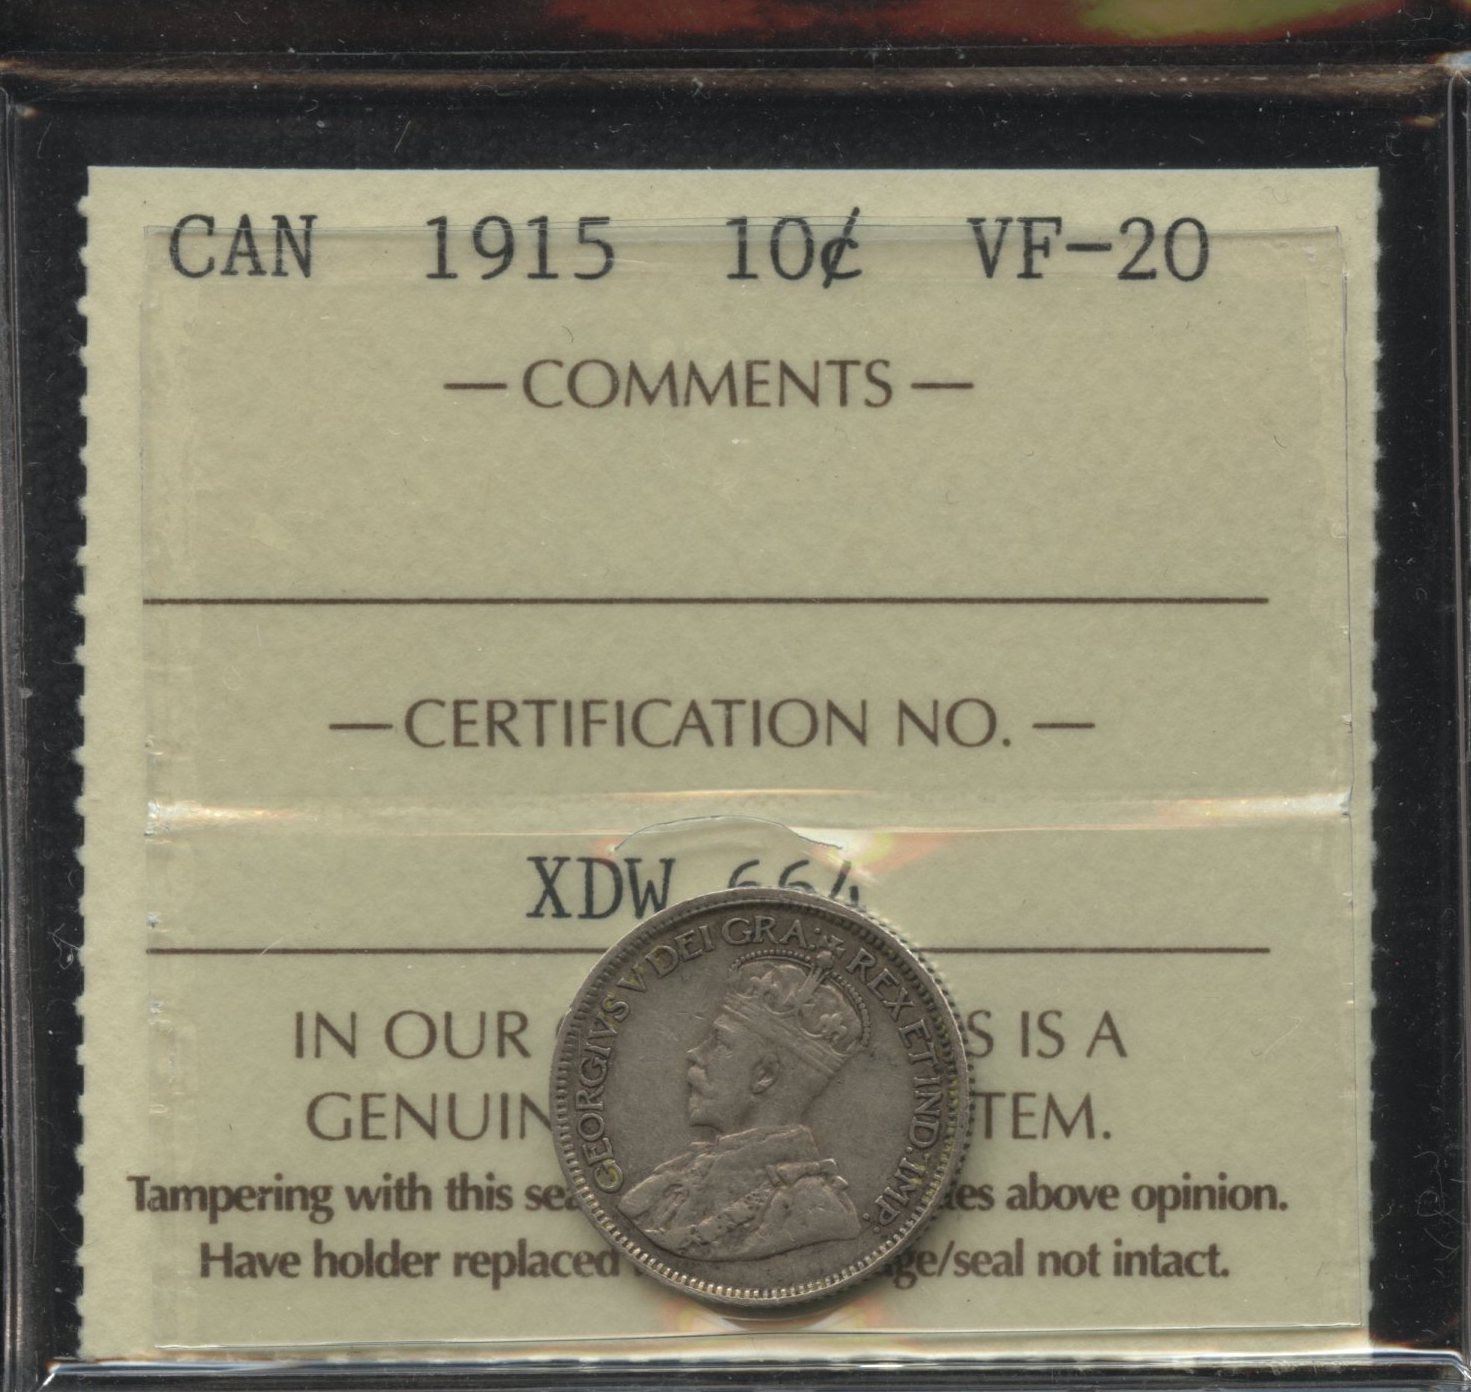 CAN 1915 10¢ VF-20
— COMMENTS —
— CERTIFICATION NO. —
XDW 664
IN OUR S IS A
GENUIN TEM.
Tampering with this sea es above opinion.
Have holder replaced ge/seal not intact.
GEORGIVS V DEI GRA: REX ET IND: IMP: